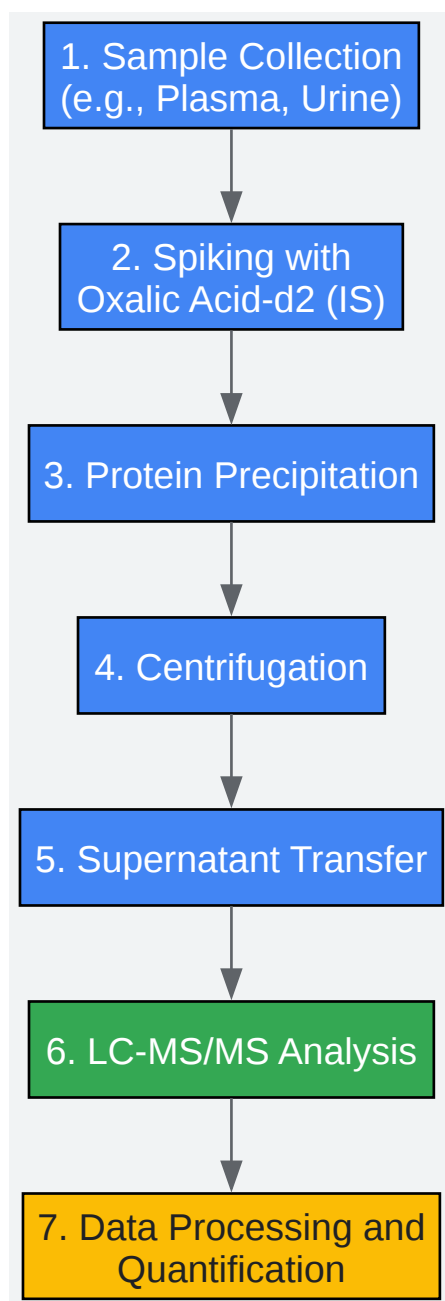 1. Sample Collection
(e.g., Plasma, Urine)
2. Spiking with
Oxalic Acid-d2 (IS)
3. Protein Precipitation
4. Centrifugation
5. Supernatant Transfer
6. LC-MS/MS Analysis
7. Data Processing and
Quantification